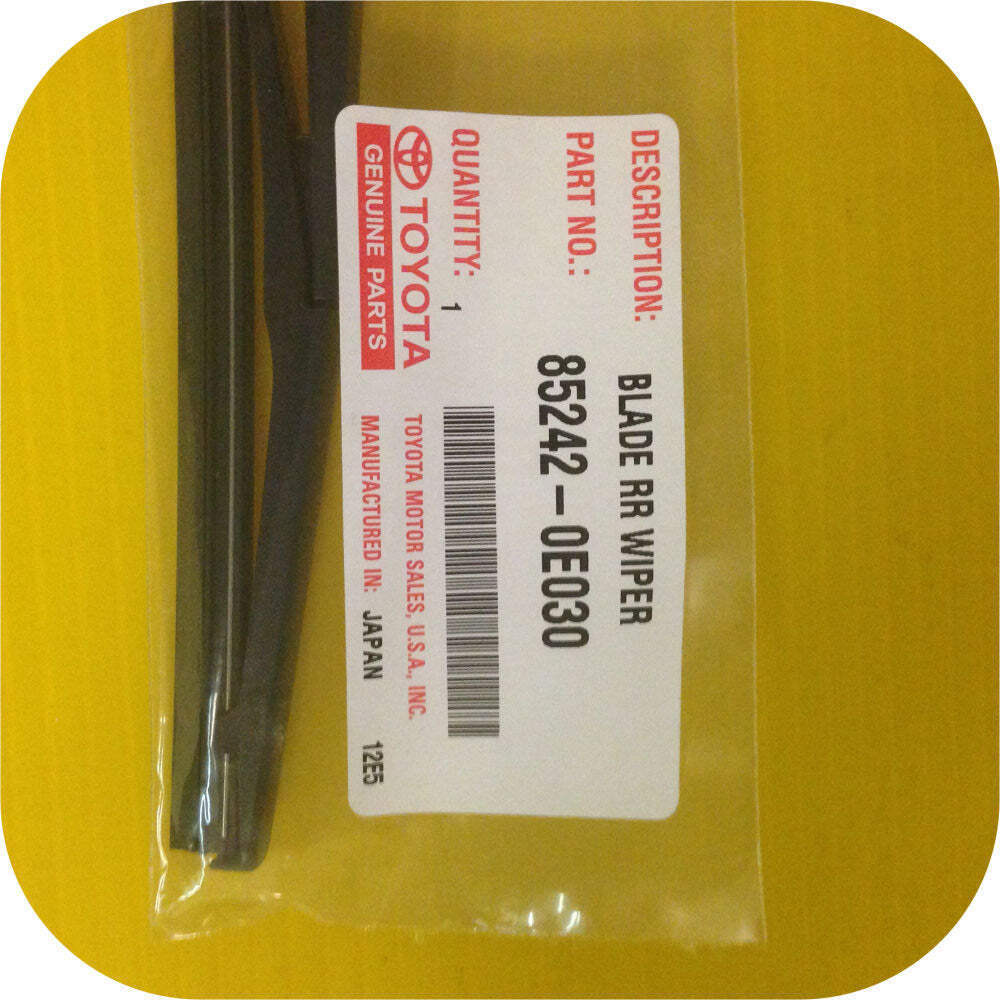 DESCRIPTION: BLADE RR WIPER
PART NO.: 85242-0E030
QUANTITY: 1
TOYOTA
GENUINE PARTS
TOYOTA MOTOR SALES, U.S.A., INC.
MANUFACTURED IN: JAPAN 12E5